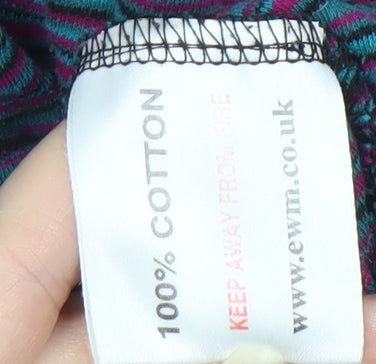 100% COTTON
KEEP AWAY FROM FIRE
www.ewm.co.uk